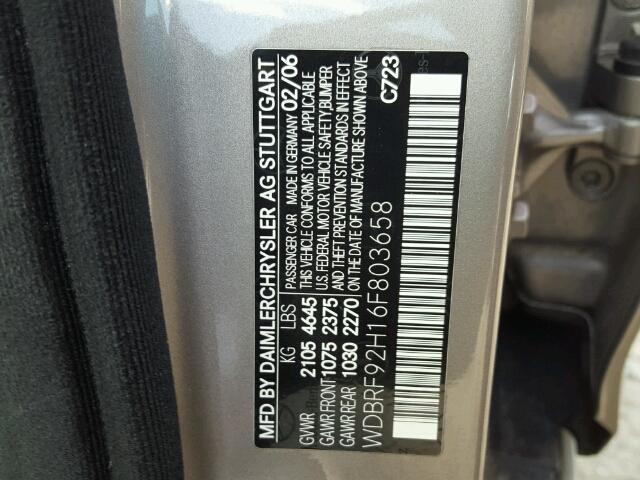 MFD BY DAIMLERCHRYSLER AG STUTTGART
PASSENGER CAR MADE IN GERMANY 02/06
KG LBS THIS VEHICLE CONFORMS TO ALL APPLICABLE
GVWR 2105 4645 U.S. FEDERAL MOTOR VEHICLE SAFETY, BUMPER
GAWR FRONT 1075 2375 AND THEFT PREVENTION STANDARDS IN EFFECT
GAWR REAR 1030 2270 ON THE DATE OF MANUFACTURE SHOWN ABOVE
WDBRF92H16F803658 C723